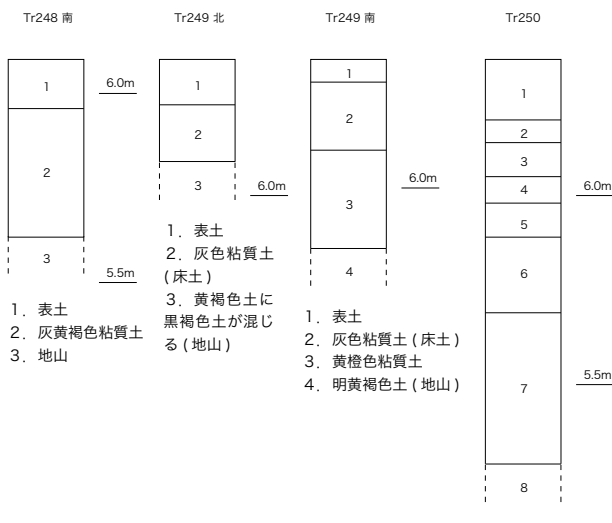 Tr248 南
1
6.0m
2
3
5.5m
1．表土
2．灰黄褐色粘質土
3．地山
Tr249 北
1
2
3
6.0m
1．表土
2．灰色粘質土
( 床土 )
3．黄褐色土に
黒褐色土が混じ
る ( 地山 )
Tr249 南
1
2
6.0m
3
4
1．表土
2．灰色粘質土 ( 床土 )
3．黄橙色粘質土
4．明黄褐色土 ( 地山 )
Tr250
1
2
3
4
6.0m
5
6
5.5m
7
8